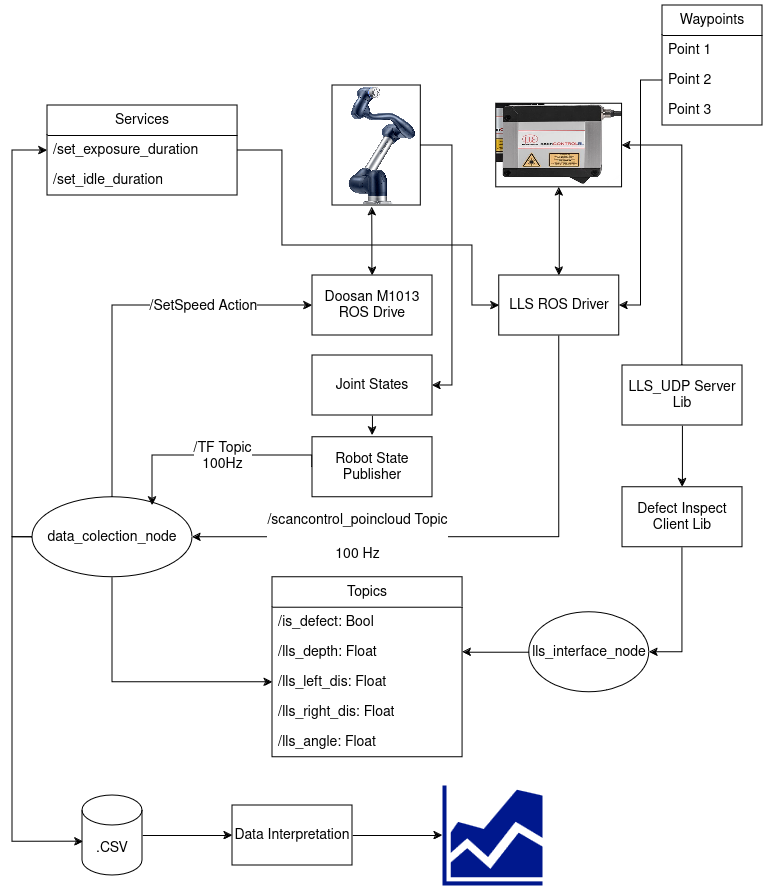 Waypoints
Point 1
Point 2
Point 3
Services
/set_exposure_duration
/set_idle_duration
/SetSpeed Action
Doosan M1013
ROS Drive
LLS ROS Driver
Joint States
LLS_UDP Server
Lib
/TF Topic
100Hz
Robot State
Publisher
Defect Inspect
Client Lib
/scancontrol_poincloud Topic
100 Hz
data_colection_node
Topics
/is_defect: Bool
/lls_depth: Float
/lls_left_dis: Float
/lls_right_dis: Float
/lls_angle: Float
lls_interface_node
.CSV
Data Interpretation